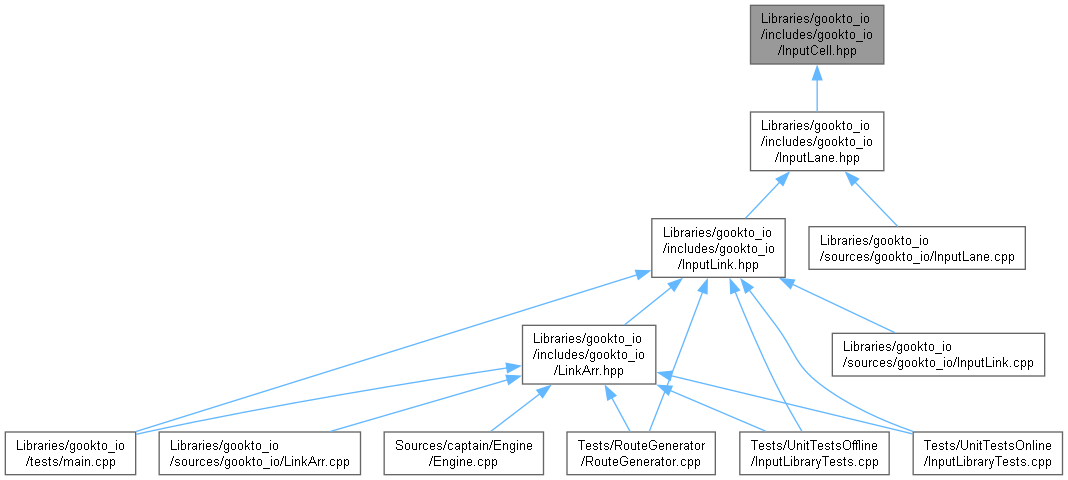 Libraries/gookto_io
/includes/gookto_io
/InputCell.hpp
Libraries/gookto_io
/includes/gookto_io
/InputLane.hpp
Libraries/gookto_io
/includes/gookto_io
/InputLink.hpp
Libraries/gookto_io
/sources/gookto_io/InputLane.cpp
Libraries/gookto_io
/includes/gookto_io
/LinkArr.hpp
Libraries/gookto_io
/sources/gookto_io/InputLink.cpp
Libraries/gookto_io
/tests/main.cpp
Libraries/gookto_io
/sources/gookto_io/LinkArr.cpp
Sources/captain/Engine
/Engine.cpp
Tests/RouteGenerator
/RouteGenerator.cpp
Tests/UnitTestsOffline
/InputLibraryTests.cpp
Tests/UnitTestsOnline
/InputLibraryTests.cpp